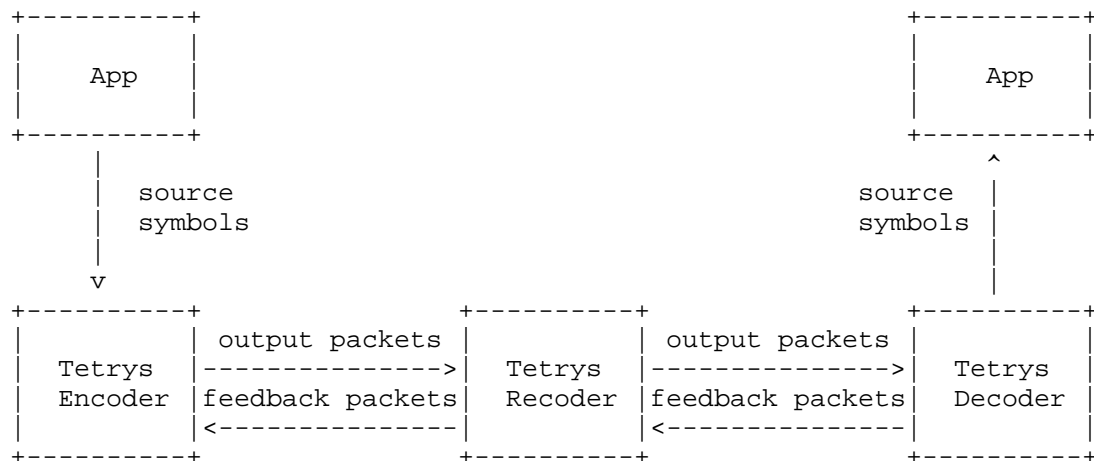 App
App
source
symbols
source
symbols
output packets
output packets
Tetrys
Encoder
feedback packets
Tetrys
Recoder
feedback packets
Tetrys
Decoder